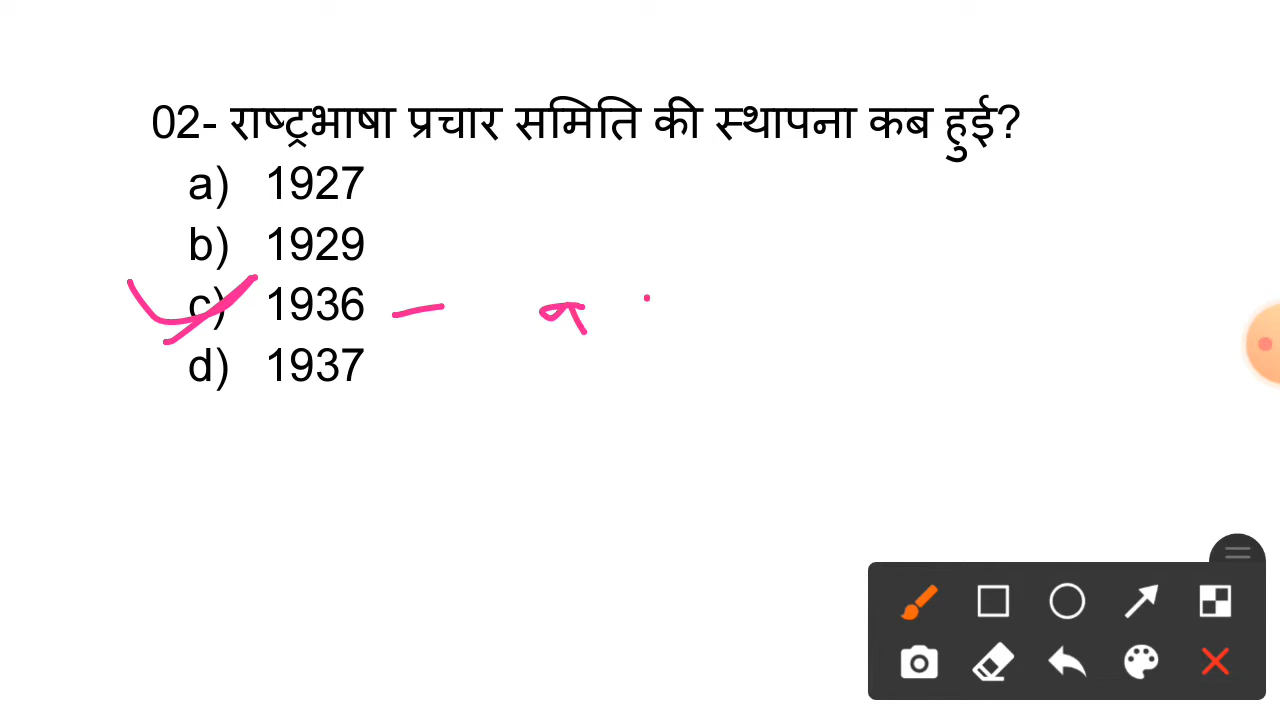 02- राष्ट्रभाषा प्रचार समिति की स्थापना कब हुई?
a) 1927
b) 1929
c) 1936 –
d) 1937